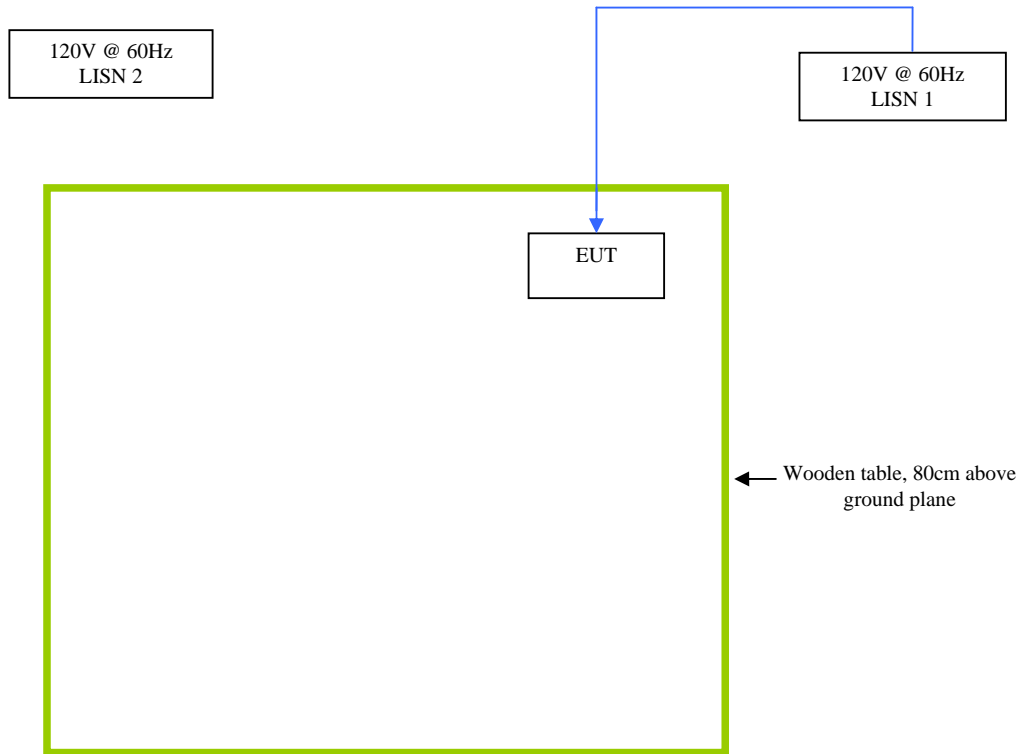 120V @ 60Hz
LISN 2
120V @ 60Hz
LISN 1
EUT
Wooden table, 80cm above
ground plane